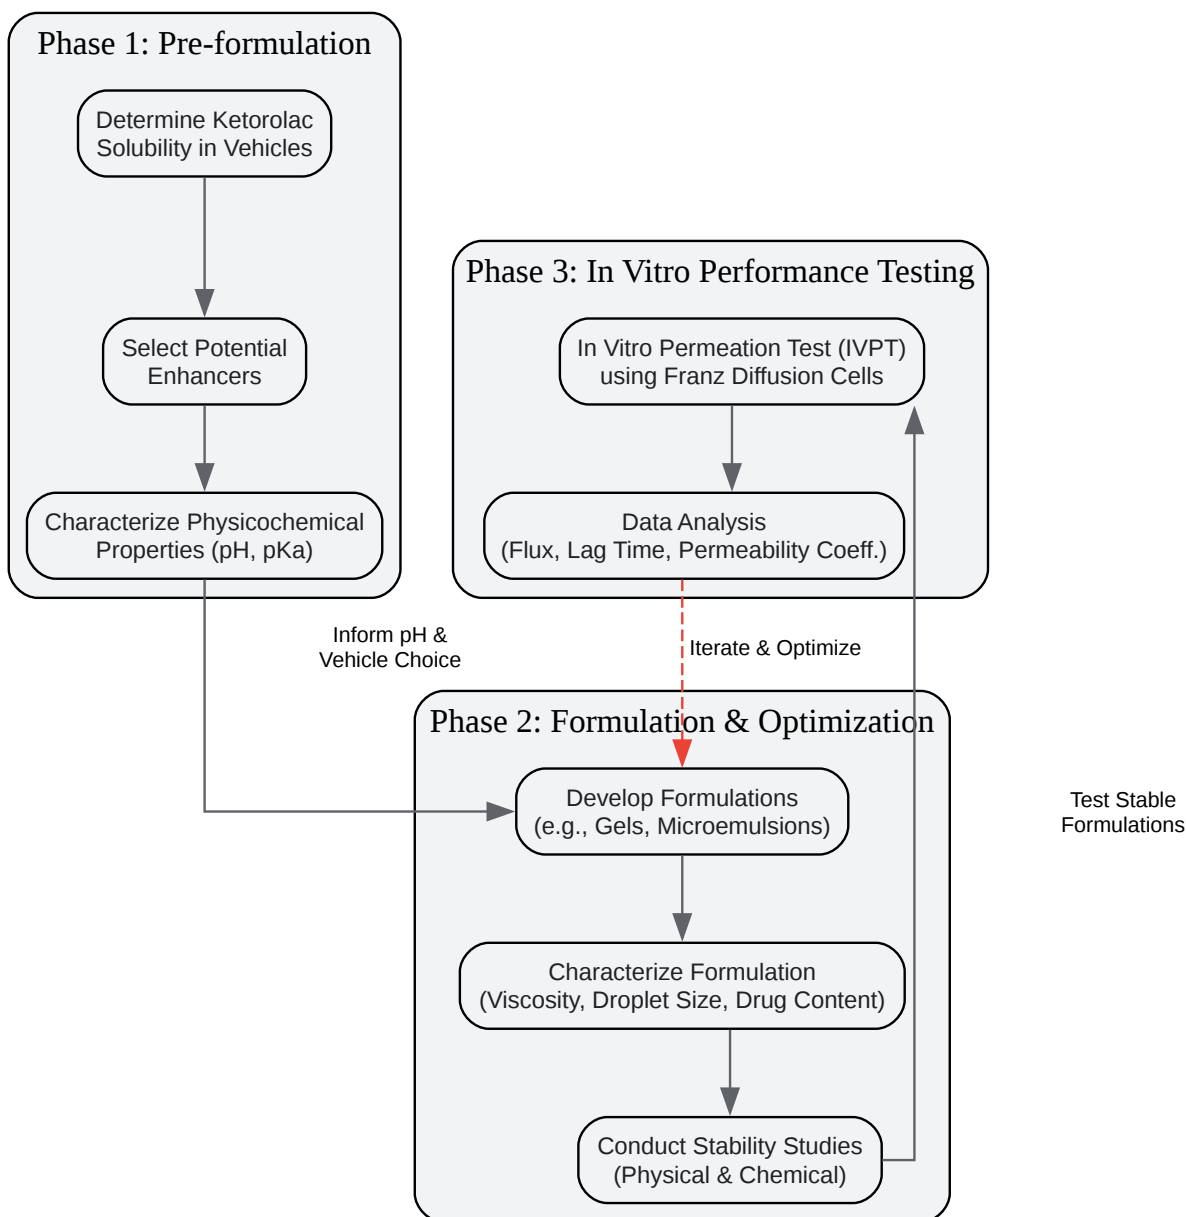 Phase 1: Pre-formulation
Determine Ketorolac
Solubility in Vehicles
Select Potential
Enhancers
Characterize Physicochemical
Properties (pH, pKa)
Phase 3: In Vitro Performance Testing
In Vitro Permeation Test (IVPT)
using Franz Diffusion Cells
Data Analysis
(Flux, Lag Time, Permeability Coeff.)
Inform pH &
Vehicle Choice
Iterate & Optimize
Phase 2: Formulation & Optimization
Develop Formulations
(e.g., Gels, Microemulsions)
Test Stable
Formulations
Characterize Formulation
(Viscosity, Droplet Size, Drug Content)
Conduct Stability Studies
(Physical & Chemical)